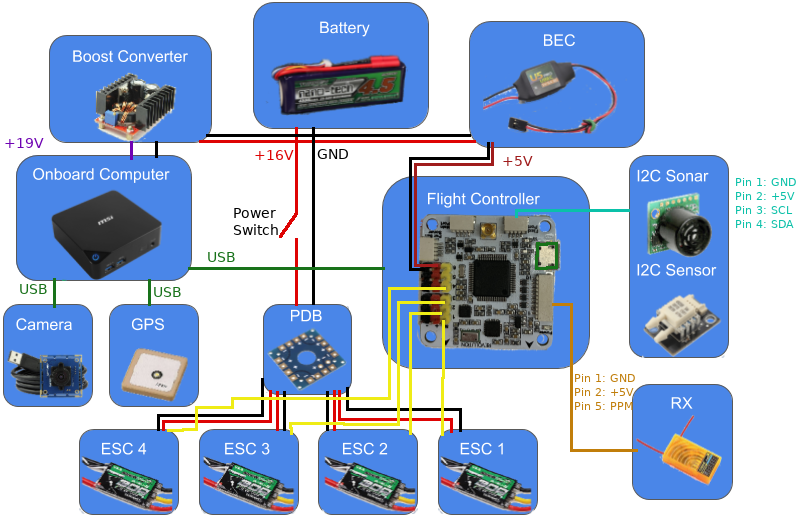 Battery
BEC
Boost Converter
4.5
+19V
+16V
GND
+5V
Onboard Computer
Flight Controller
I2C Sonar
Pin 1: GND
Pin 2: +5V
Pin 3: SCL
Pin 4: SDA
Power
Switch
USB
I2C Sensor
USB
USB
Camera
GPS
PDB
Pin 1: GND
Pin 2: +5V
Pin 5: PPM
RX
ESC 4
ESC 3
ESC 2
ESC 1